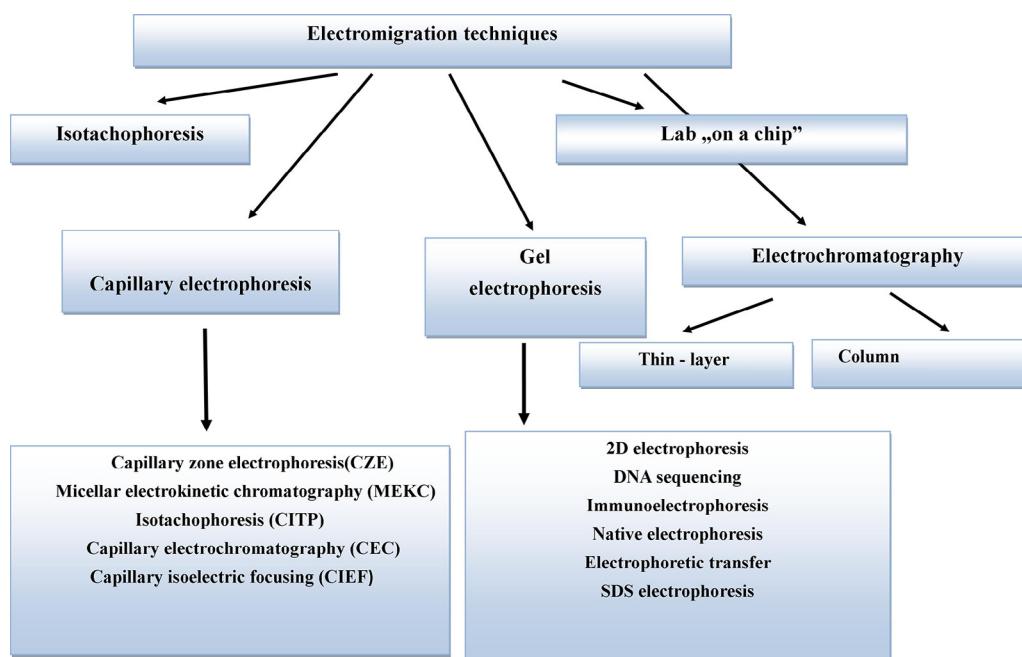 Electromigration techniques
Isotachophoresis
Lab „on a chip”
Capillary electrophoresis
Gel
electrophoresis
Electrochromatography
Thin - layer
Column
Capillary zone electrophoresis(CZE)
Micellar electrokinetic chromatography (MEKC)
Isotachophoresis (CITP)
Capillary electrochromatography (CEC)
Capillary isoelectric focusing (CIEF)
2D electrophoresis
DNA sequencing
Immunoelectrophoresis
Native electrophoresis
Electrophoretic transfer
SDS electrophoresis